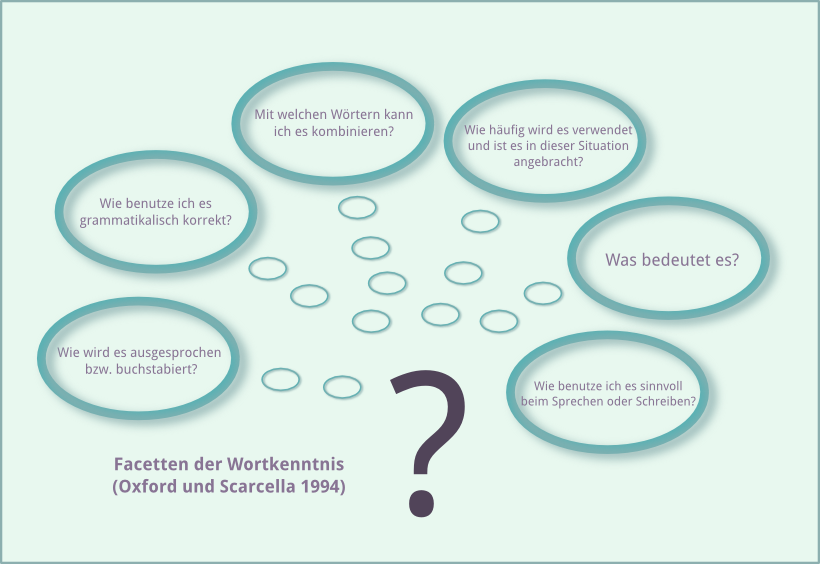 Mit welchen Wörtern kann
ich es kombinieren?
Wie häufig wird es verwendet
und ist es in dieser Situation
angebracht?
Wie benutze ich es
grammatikalisch korrekt?
Was bedeutet es?
Wie wird es ausgesprochen
bzw. buchstabiert?
Wie benutze ich es sinnvoll
beim Sprechen oder Schreiben?
?
Facetten der Wortkenntnis
(Oxford und Scarcella 1994)